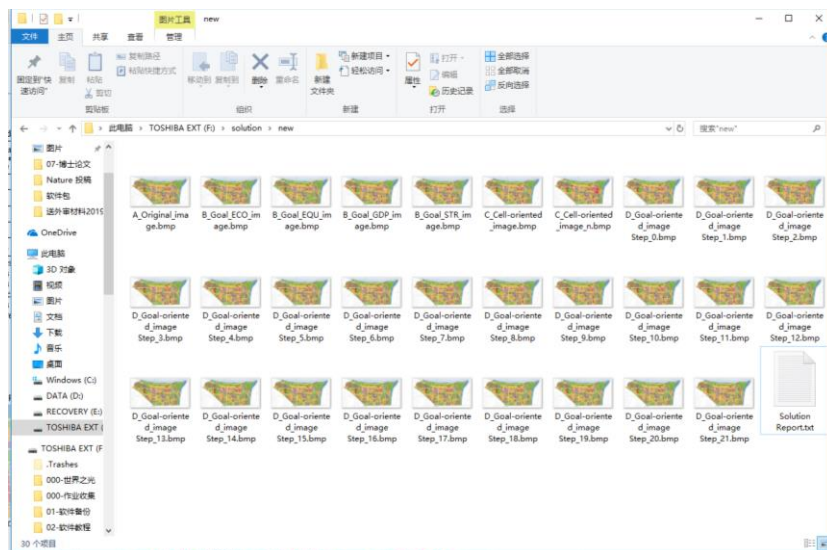 图片工具 new
文件 主页 共享 查看 管理
固定到"快速访问" 复制 粘贴 剪切 复制路径 粘贴快捷方式 移动到 复制到 删除 重命名 新建文件夹 新建项目 轻松访问 属性 打开 编辑 历史记录 全部选择 全部取消 反向选择
剪贴板 组织 新建 打开 选择
此电脑 > TOSHIBA EXT (F:) > solution > new 搜索"new"
图片
07-博士论文
Nature 投稿
软件包
送外审材料2019
OneDrive
此电脑
3D 对象
视频
图片
文档
下载
音乐
桌面
Windows (C:)
DATA (D:)
RECOVERY (E:)
TOSHIBA EXT (
TOSHIBA EXT (F
.Trashes
000-世界之光
000-作业收集
01-软件备份
02-软件教程
A_Original_image.bmp
B_Goal_ECO_image.bmp
B_Goal_EQU_image.bmp
B_Goal_GDP_image.bmp
B_Goal_STR_image.bmp
C_Cell-oriented_image.bmp
C_Cell-oriented_image_n.bmp
D_Goal-oriented_image Step_0.bmp
D_Goal-oriented_image Step_1.bmp
D_Goal-oriented_image Step_2.bmp
D_Goal-oriented_image Step_3.bmp
D_Goal-oriented_image Step_4.bmp
D_Goal-oriented_image Step_5.bmp
D_Goal-oriented_image Step_6.bmp
D_Goal-oriented_image Step_7.bmp
D_Goal-oriented_image Step_8.bmp
D_Goal-oriented_image Step_9.bmp
D_Goal-oriented_image Step_10.bmp
D_Goal-oriented_image Step_11.bmp
D_Goal-oriented_image Step_12.bmp
D_Goal-oriented_image Step_13.bmp
D_Goal-oriented_image Step_14.bmp
D_Goal-oriented_image Step_15.bmp
D_Goal-oriented_image Step_16.bmp
D_Goal-oriented_image Step_17.bmp
D_Goal-oriented_image Step_18.bmp
D_Goal-oriented_image Step_19.bmp
D_Goal-oriented_image Step_20.bmp
D_Goal-oriented_image Step_21.bmp
Solution Report.txt
30 个项目